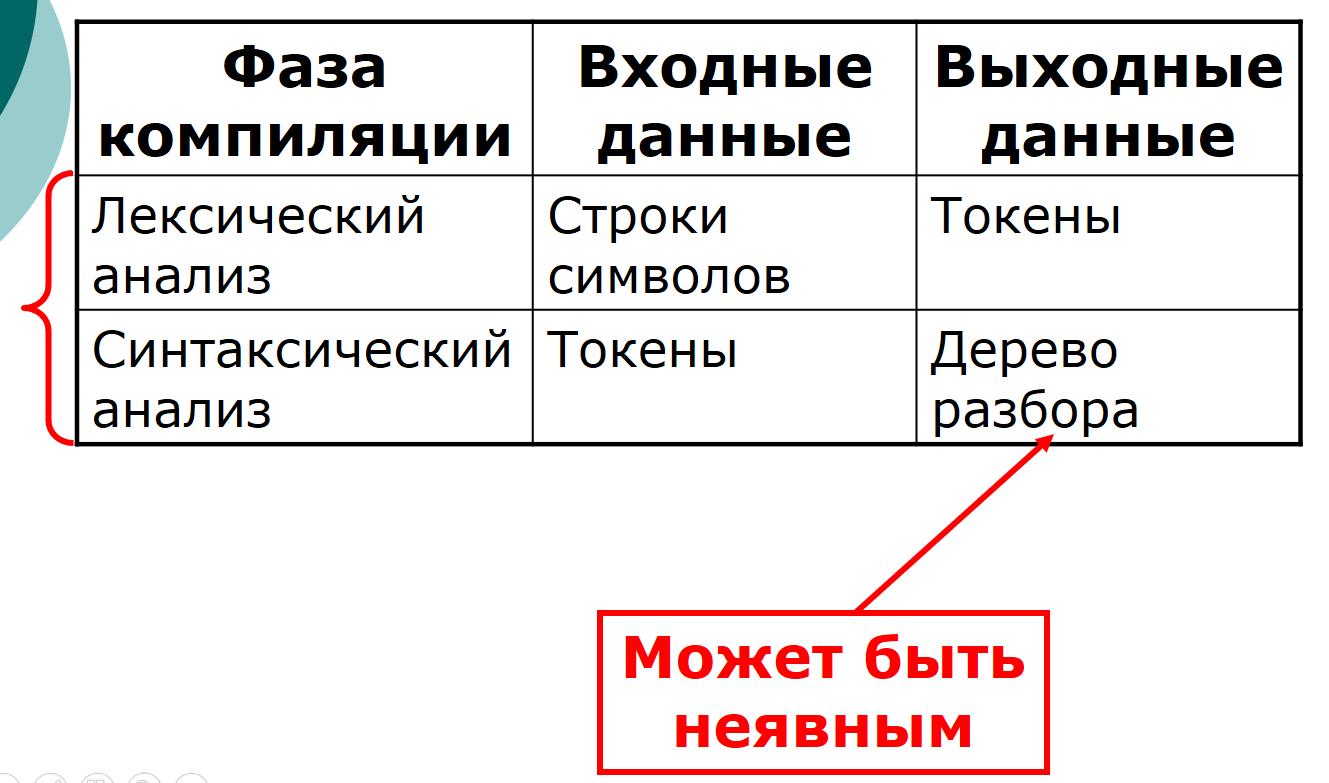 Фаза
компиляции
Входные
данные
Выходные
данные
Лексический
анализ
Строки
символов
Токены
Синтаксический
анализ
Токены
Дерево
разбора
Может быть
неявным